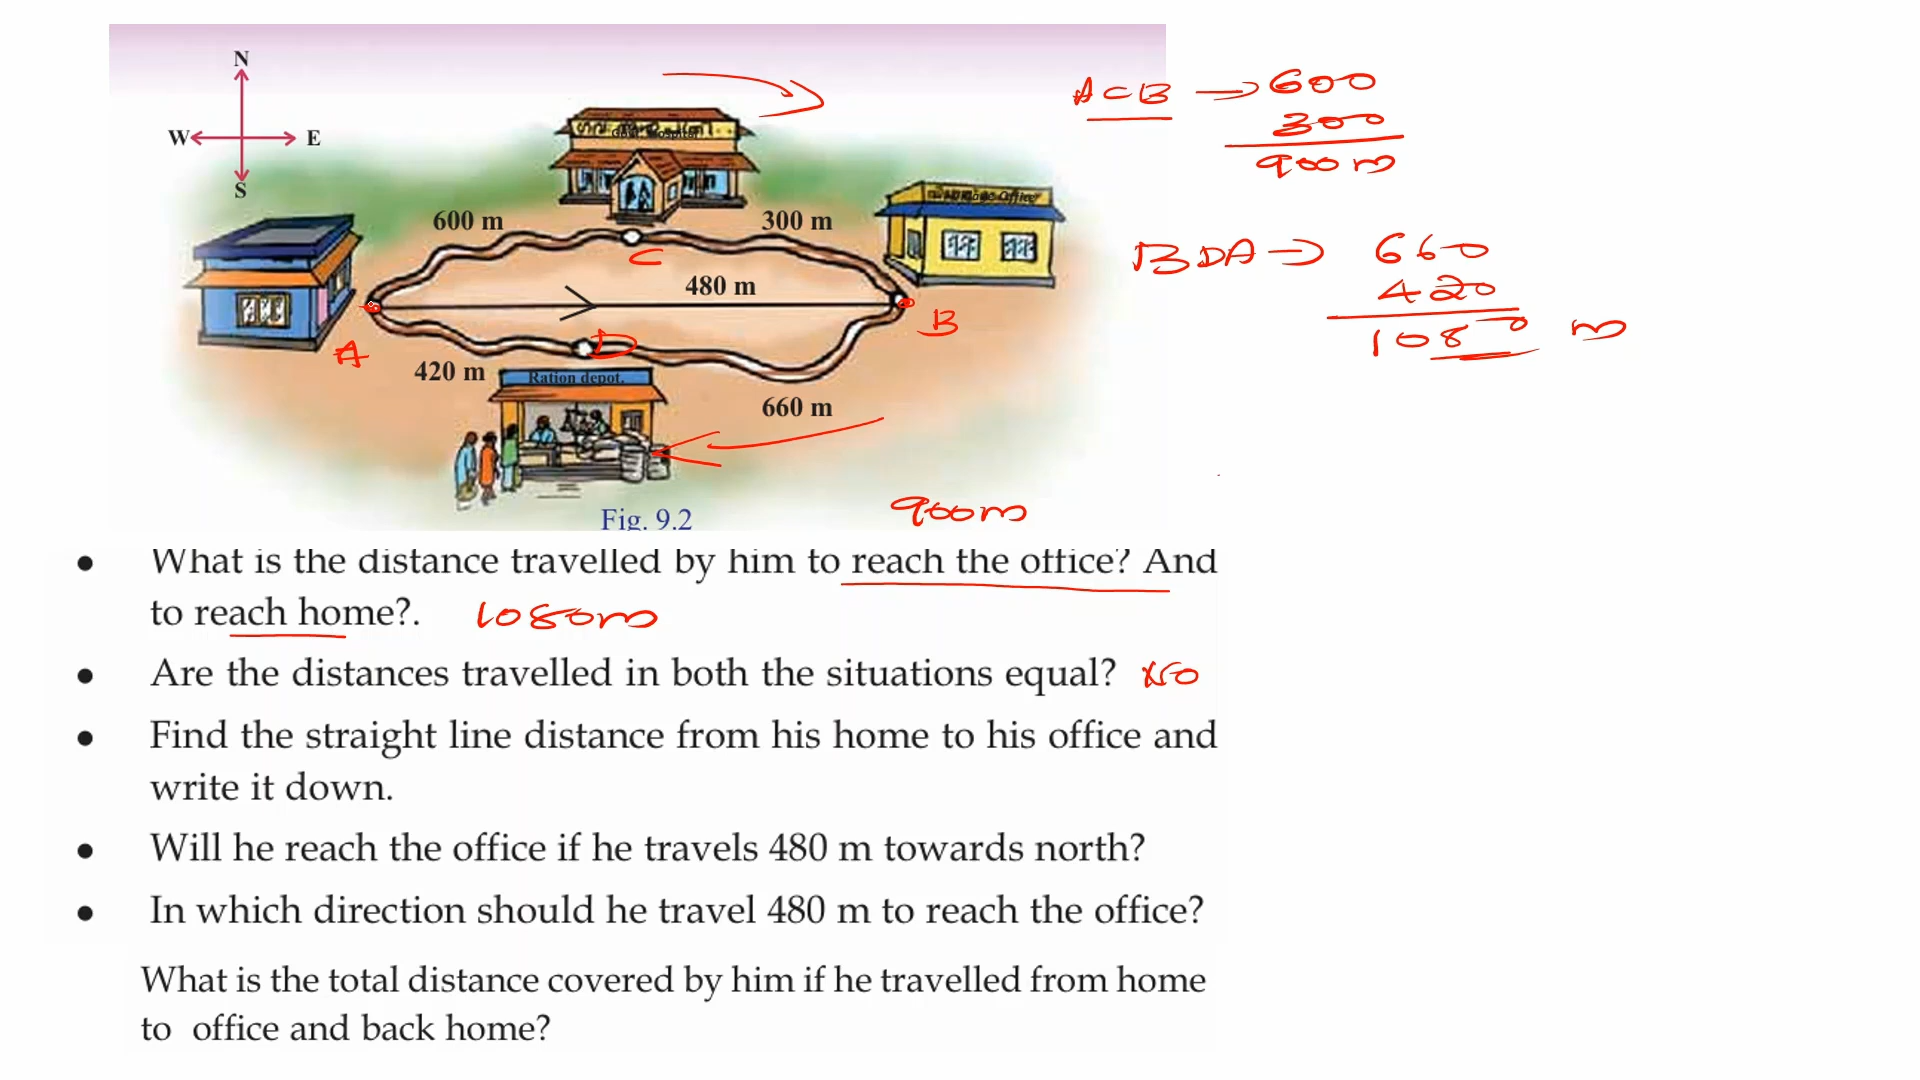 N
W E
S
600 m
300 m
480 m
420 m
660 m
C
A
B
D
Ration depot.
Fig. 9.2
ACB → 600
300
900 m
BDA → 660
420
1080 m
900m
What is the distance travelled by him to reach the office? And
to reach home?. 1080m
Are the distances travelled in both the situations equal? No
Find the straight line distance from his home to his office and
write it down.
Will he reach the office if he travels 480 m towards north?
In which direction should he travel 480 m to reach the office?
What is the total distance covered by him if he travelled from home
to office and back home?